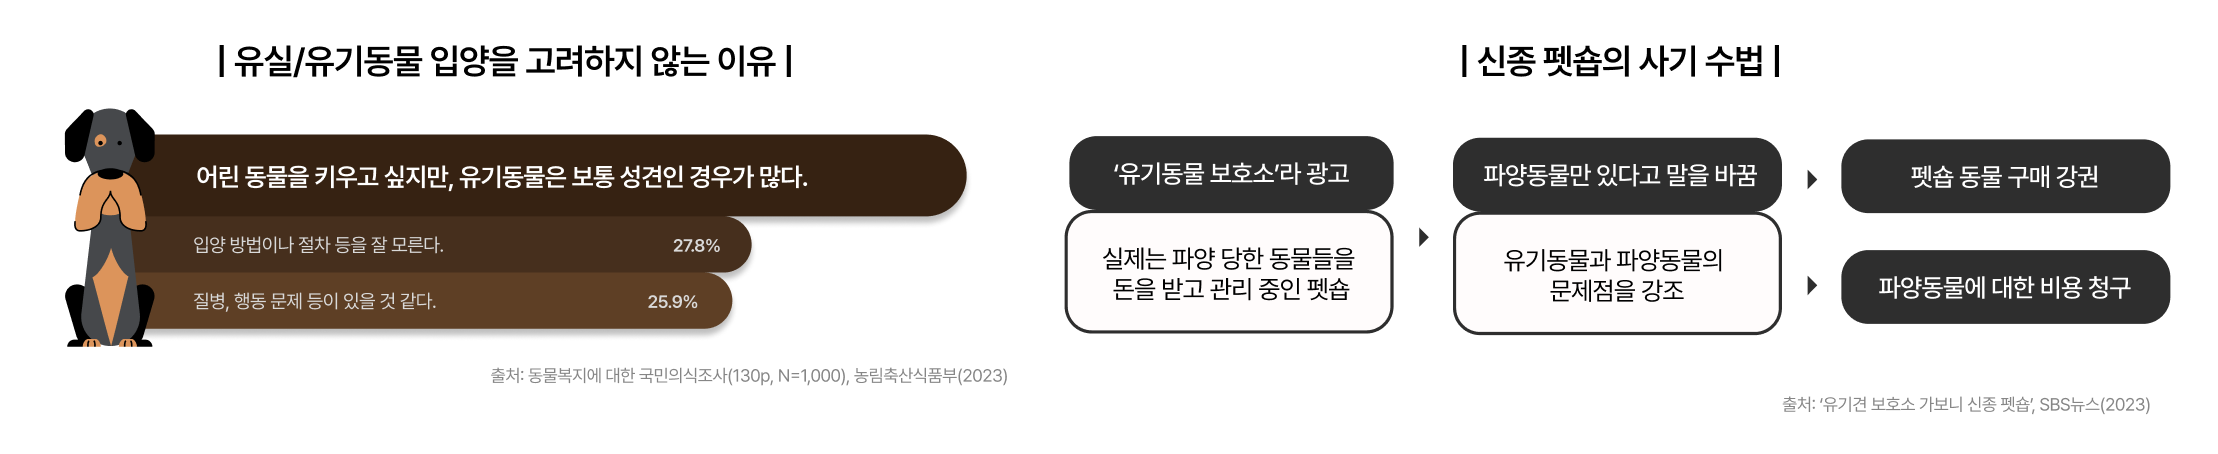 | 유실/유기동물 입양을 고려하지 않는 이유 |
어린 동물을 키우고 싶지만, 유기동물은 보통 성견인 경우가 많다.
입양 방법이나 절차 등을 잘 모른다. 27.8%
질병, 행동 문제 등이 있을 것 같다. 25.9%
출처: 동물복지에 대한 국민의식조사(130p, N=1,000), 농림축산식품부(2023)
| 신종 펫숍의 사기 수법 |
‘유기동물 보호소’라 광고
실제는 파양 당한 동물들을
돈을 받고 관리 중인 펫숍
파양동물만 있다고 말을 바꿈
유기동물과 파양동물의
문제점을 강조
펫숍 동물 구매 강권
파양동물에 대한 비용 청구
출처: ‘유기견 보호소 가보니 신종 펫숍’, SBS뉴스(2023)